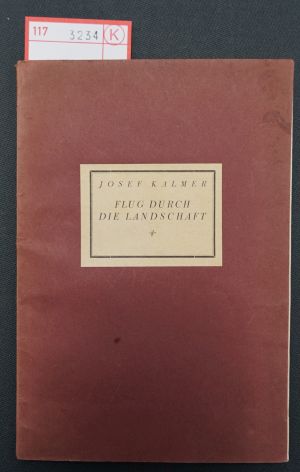 117 3234 K
JOSEF KALMER
FLUG DURCH
DIE LANDSCHAFT